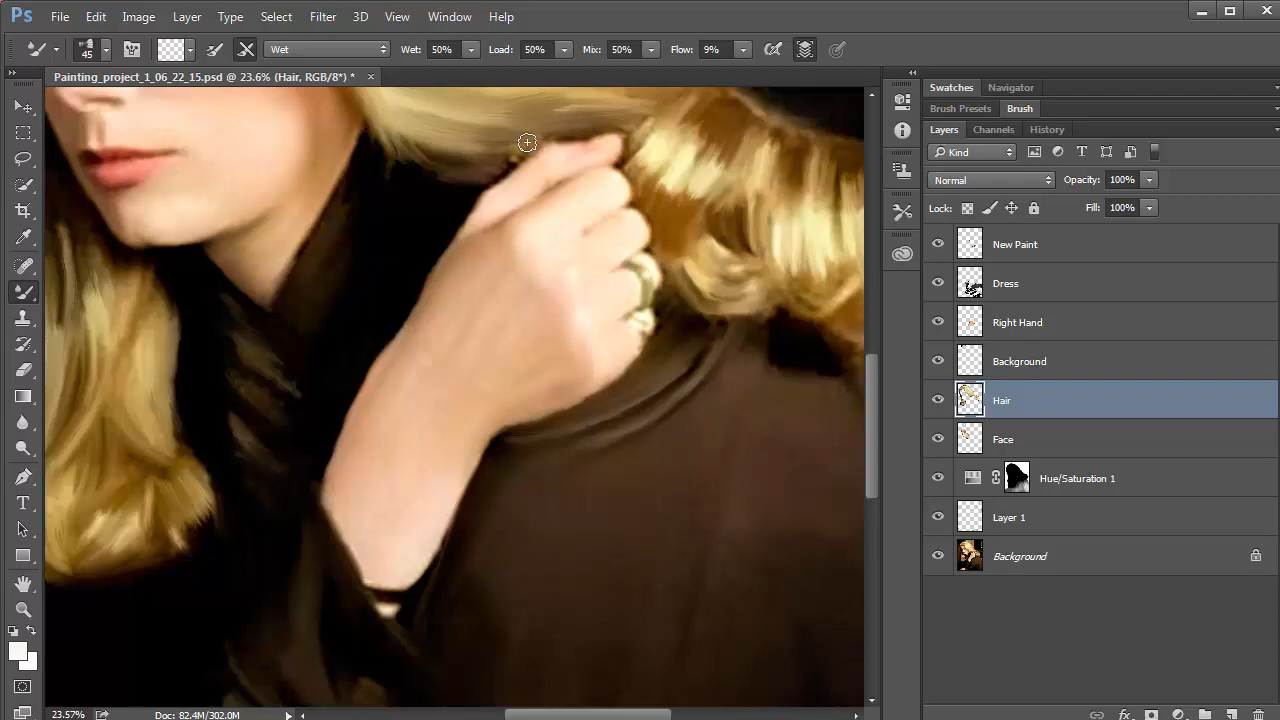 Ps File Edit Image Layer Type Select Filter 3D View Window Help
45 Wet Wet: 50% Load: 50% Mix: 50% Flow: 9%
Painting_project_1_06_22_15.psd @ 23.6% (Hair, RGB/8*) * ×
Swatches Navigator
Brush Presets Brush
Layers Channels History
Kind
Normal Opacity: 100%
Lock: Fill: 100%
New Paint
Dress
Right Hand
Background
Hair
Face
Hue/Saturation 1
Layer 1
Background
23.57% Doc: 82.4M/302.0M
fx